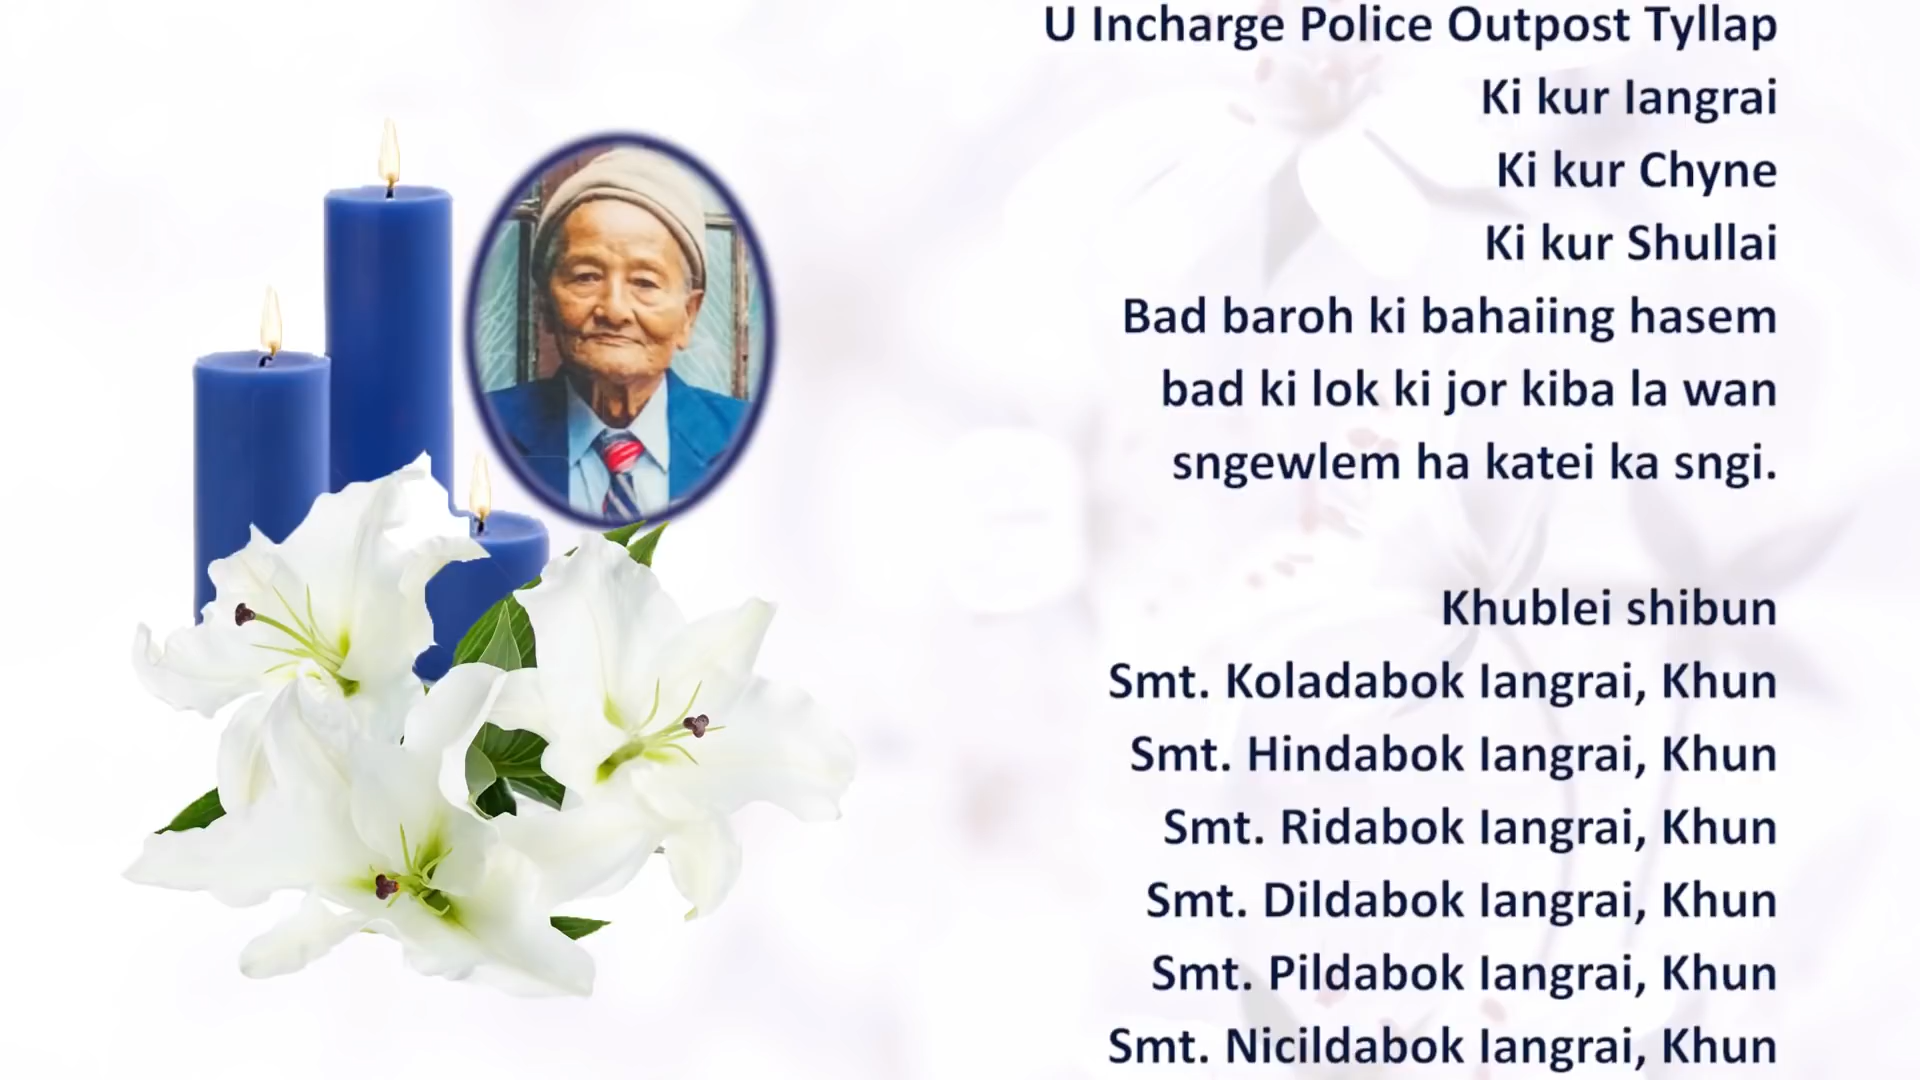 U Incharge Police Outpost Tyllap
Ki kur Iangrai
Ki kur Chyne
Ki kur Shullai
Bad baroh ki bahaiing hasem
bad ki lok ki jor kiba la wan
sngewlem ha katei ka sngi.
Khublei shibun
Smt. Koladabok Iangrai, Khun
Smt. Hindabok Iangrai, Khun
Smt. Ridabok Iangrai, Khun
Smt. Dildabok Iangrai, Khun
Smt. Pildabok Iangrai, Khun
Smt. Nicildabok Iangrai, Khun